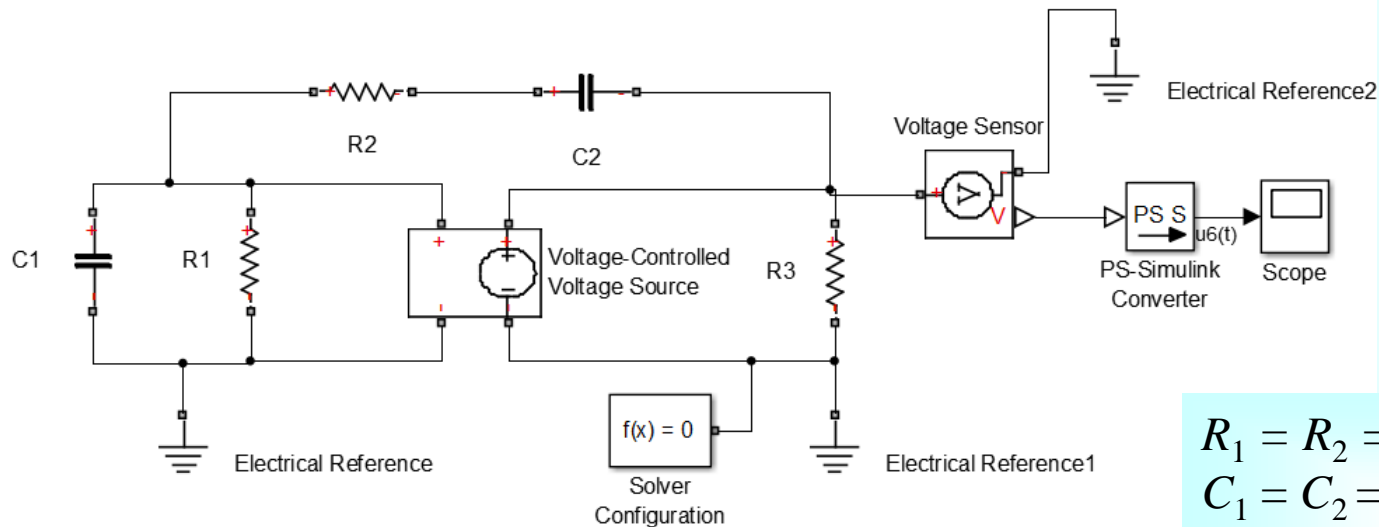 Electrical Reference2
Voltage Sensor
R2
C2
V
V
PS S
u6(t)
C1
R1
Voltage-Controlled
Voltage Source
R3
PS-Simulink
Converter
Scope
f(x) = 0
Electrical Reference
Electrical Reference1
Solver
Configuration
R₁ = R₂ =
C₁ = C₂ =